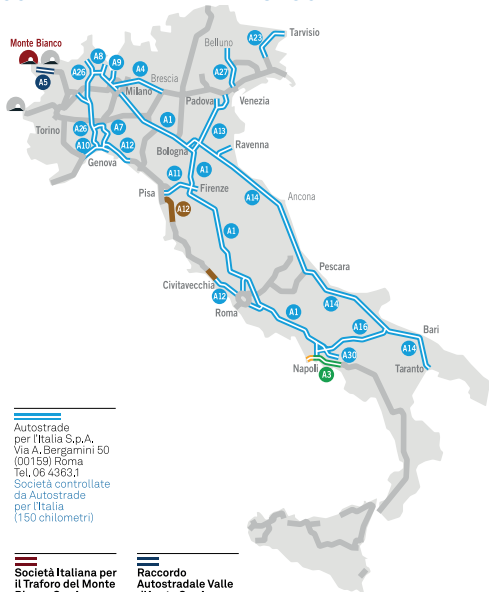 Tarvisio
A23
Belluno
Monte Bianco
A8
A9
A4
A26
A27
A5
Brescia
Milano
Padova
Venezia
Torino
A26
A7
A1
A13
A10
A12
Bologna
Ravenna
Genova
A11
A1
Pisa
Firenze
A14
Ancona
A12
A1
Pescara
Civitavecchia
A12
Roma
A1
A14
A16
Bari
A30
A14
Napoli
A3
Taranto
Autostrade
per l'Italia S.p.A.
Via A. Bergamini 50
(00159) Roma
Tel. 06 4363.1
Società controllate
da Autostrade
per l'Italia
(150 chilometri)
Società Italiana per
il Traforo del Monte
Raccordo
Autostradale Valle